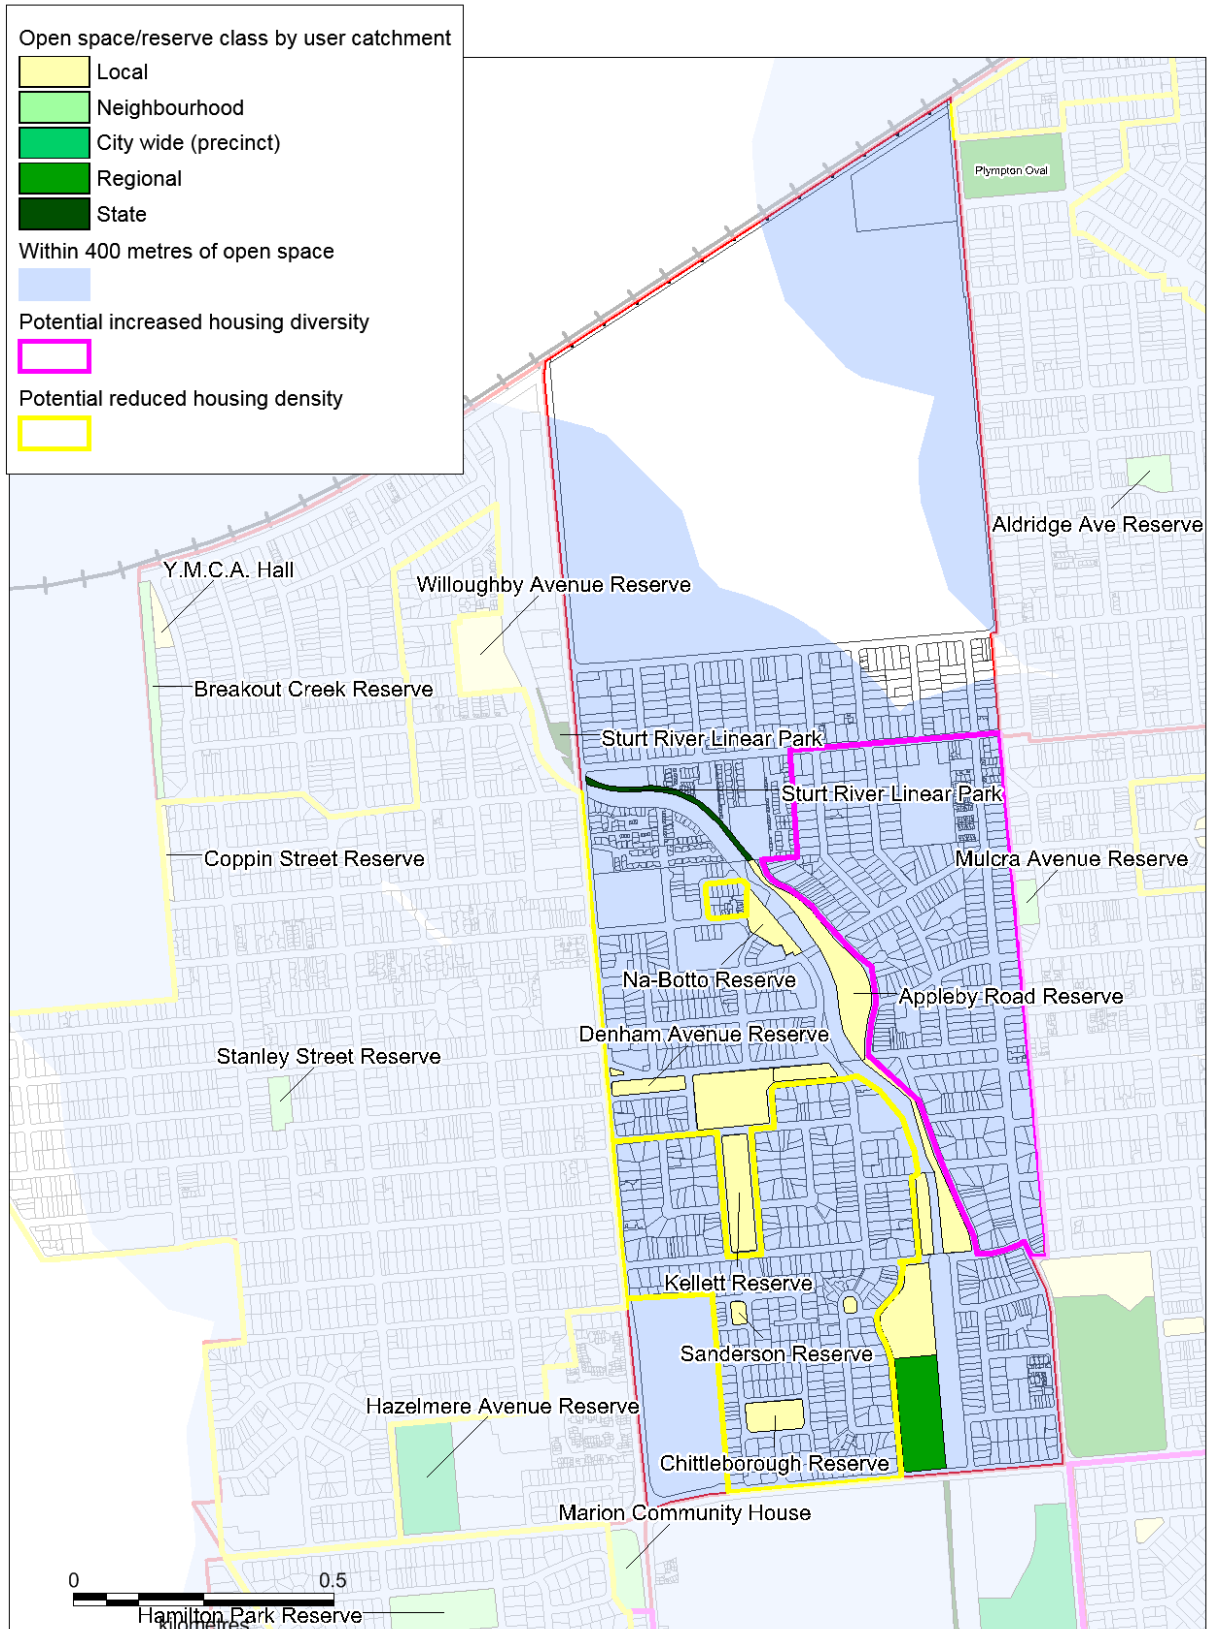 Open space/reserve class by user catchment
Local
Neighbourhood
City wide (precinct)
Regional
State
Within 400 metres of open space
Potential increased housing diversity
Potential reduced housing density
Plympton Oval
Aldridge Ave Reserve
Y.M.C.A. Hall
Willoughby Avenue Reserve
Breakout Creek Reserve
Sturt River Linear Park
Sturt River Linear Park
Coppin Street Reserve
Mulcra Avenue Reserve
Na-Botto Reserve
Appleby Road Reserve
Denham Avenue Reserve
Stanley Street Reserve
Kellett Reserve
Sanderson Reserve
Hazelmere Avenue Reserve
Chittleborough Reserve
Marion Community House
0 0.5
Hamilton Park Reserve
kilometres